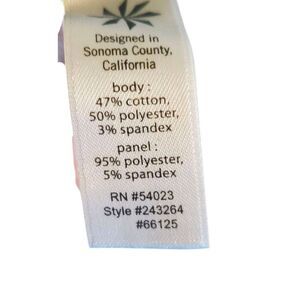 Designed in
Sonoma County,
California
body :
47% cotton,
50% polyester,
3% spandex
panel :
95% polyester,
5% spandex
RN #54023
Style #243264
#66125